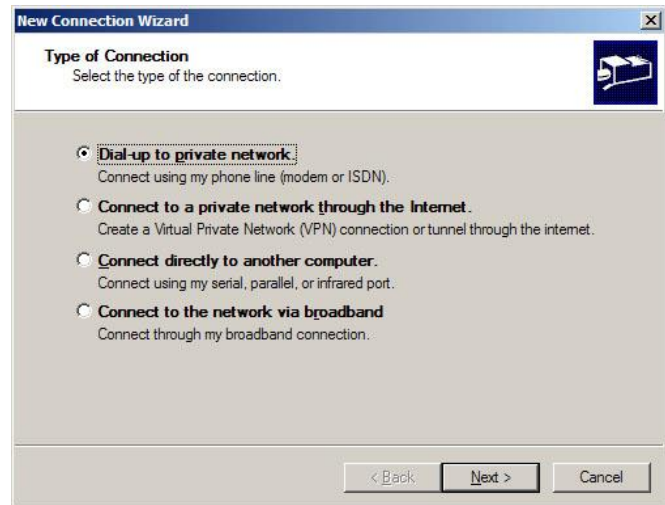 New Connection Wizard
Type of Connection
Select the type of the connection.
Dial-up to private network.
Connect using my phone line (modem or ISDN).
Connect to a private network through the Internet.
Create a Virtual Private Network (VPN) connection or tunnel through the internet.
Connect directly to another computer.
Connect using my serial, parallel, or infrared port.
Connect to the network via broadband
Connect through my broadband connection.
< Back Next > Cancel